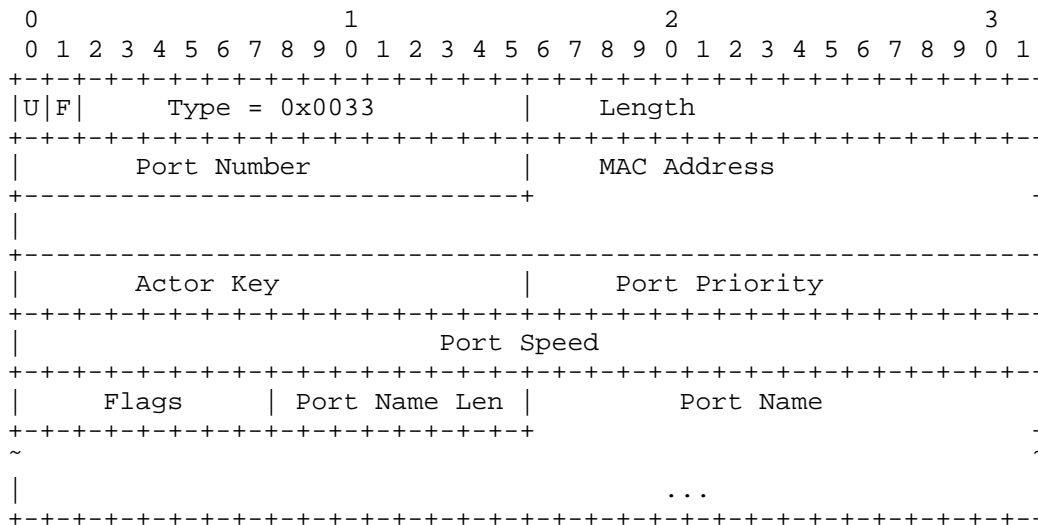 0                   1                   2                   3
 0 1 2 3 4 5 6 7 8 9 0 1 2 3 4 5 6 7 8 9 0 1 2 3 4 5 6 7 8 9 0 1
|U|F| Type = 0x0033 | Length
| Port Number | MAC Address
| Actor Key | Port Priority
| Port Speed
| Flags | Port Name Len | Port Name
~ ~
| ...